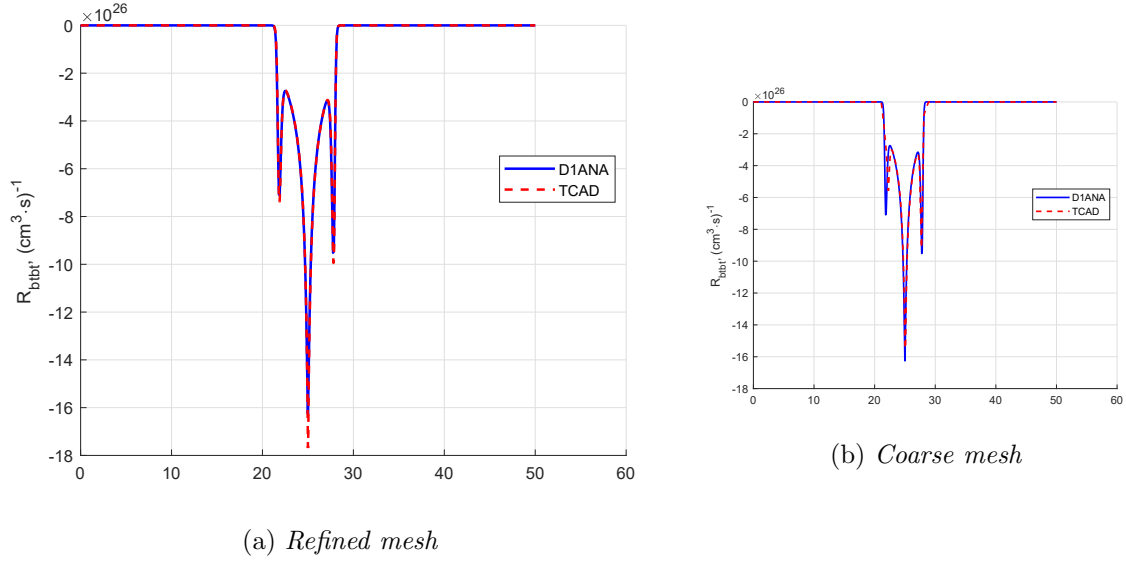 ×10^26
0
-2
-4
-6
-8
-10
-12
-14
-16
-18
R_btbt, (cm^3·s)^-1
D1ANA
TCAD
0 10 20 30 40 50 60
(a) Refined mesh
×10^26
0
-2
-4
-6
-8
-10
-12
-14
-16
-18
R_btbt, (cm^3·s)^-1
D1ANA
TCAD
0 10 20 30 40 50 60
(b) Coarse mesh